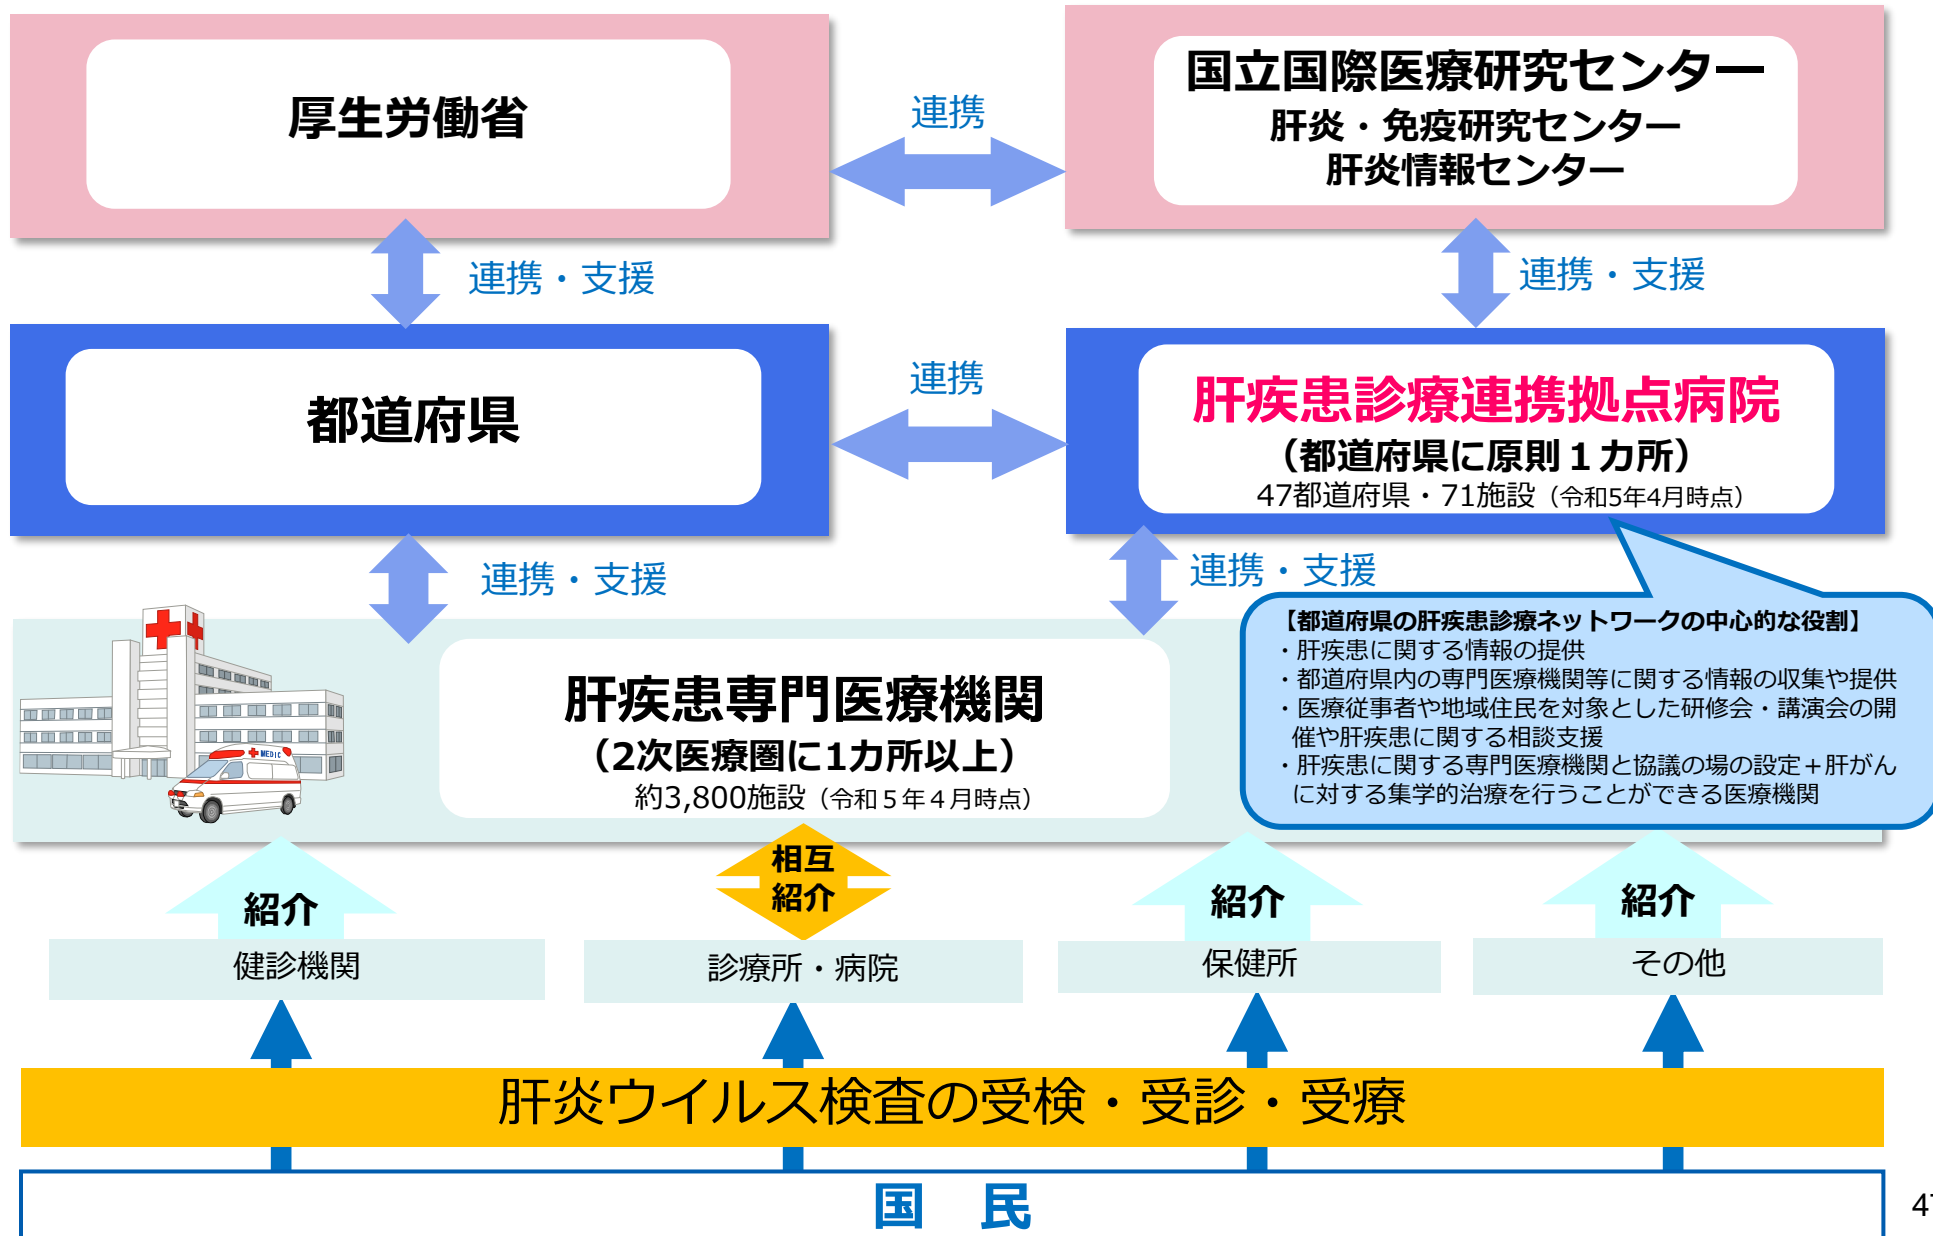 厚生労働省
国立国際医療研究センター
肝炎・免疫研究センター
肝炎情報センター
連携
連携・支援
連携・支援
都道府県
連携
肝疾患診療連携拠点病院
（都道府県に原則１カ所）
47都道府県・71施設（令和5年4月時点）
連携・支援
連携・支援
MEDIC
肝疾患専門医療機関
（2次医療圏に1カ所以上）
約3,800施設（令和５年４月時点）
【都道府県の肝疾患診療ネットワークの中心的な役割】
・肝疾患に関する情報の提供
・都道府県内の専門医療機関等に関する情報の収集や提供
・医療従事者や地域住民を対象とした研修会・講演会の開
催や肝疾患に関する相談支援
・肝疾患に関する専門医療機関と協議の場の設定＋肝がん
に対する集学的治療を行うことができる医療機関
紹介
相互
紹介
紹介
紹介
健診機関
診療所・病院
保健所
その他
肝炎ウイルス検査の受検・受診・受療
国　民